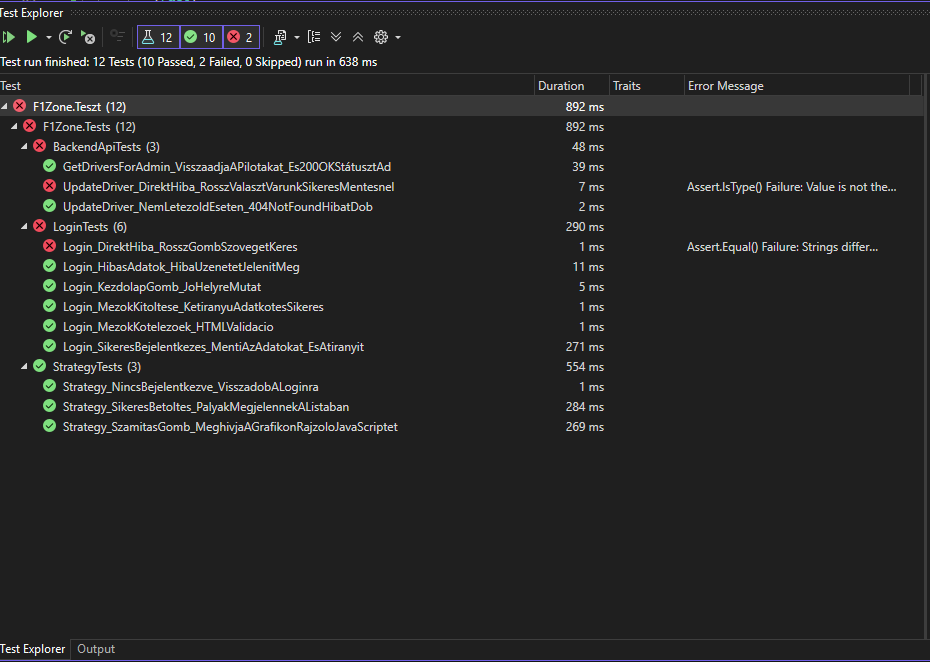 Test Explorer
12 10 2
Test run finished: 12 Tests (10 Passed, 2 Failed, 0 Skipped) run in 638 ms
Test Duration Traits Error Message
F1Zone.Teszt (12) 892 ms
F1Zone.Tests (12) 892 ms
BackendApiTests (3) 48 ms
GetDriversForAdmin_VisszaadjaAPilotakat_Es200OKStátusztAd 39 ms
UpdateDriver_DirektHiba_RosszValasztVarunkSikeresMentesnel 7 ms Assert.IsType() Failure: Value is not the...
UpdateDriver_NemLetezoIdEseten_404NotFoundHibatDob 2 ms
LoginTests (6) 290 ms
Login_DirektHiba_RosszGombSzovegetKeres 1 ms Assert.Equal() Failure: Strings differ...
Login_HibasAdatok_HibaUzenetetJelenitMeg 11 ms
Login_KezdolapGomb_JoHelyreMutat 5 ms
Login_MezokKitoltese_KetiranyuAdatkotesSikeres 1 ms
Login_MezokKotelezoek_HTMLValidacio 1 ms
Login_SikeresBejelentkezes_MentiAzAdatokat_EsAtiranyit 271 ms
StrategyTests (3) 554 ms
Strategy_NincsBejelentkezve_VisszadobALoginra 1 ms
Strategy_SikeresBetoltes_PalyakMegjelennekAListaban 284 ms
Strategy_SzamitasGomb_MeghivjaAGrafikonRajzoloJavaScriptet 269 ms
Test Explorer Output